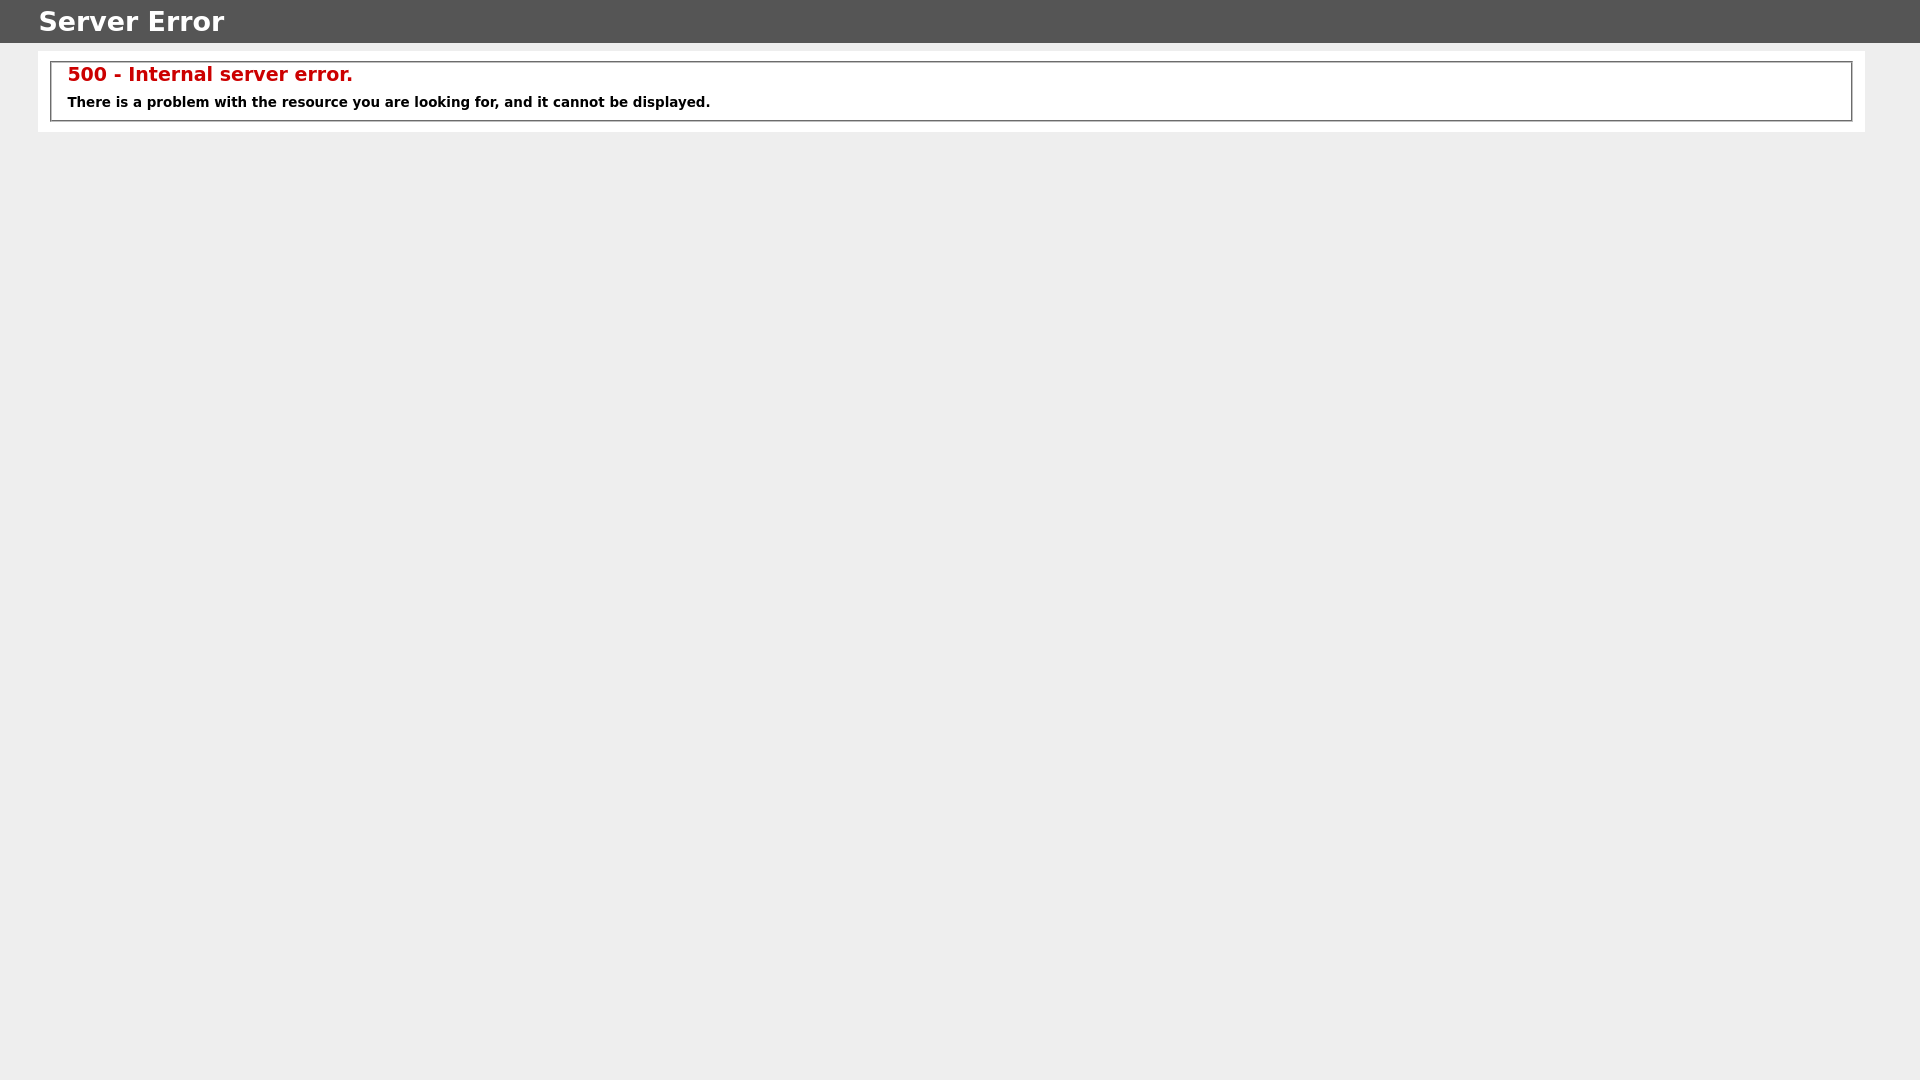 Server Error
500 - Internal server error.
There is a problem with the resource you are looking for, and it cannot be displayed.